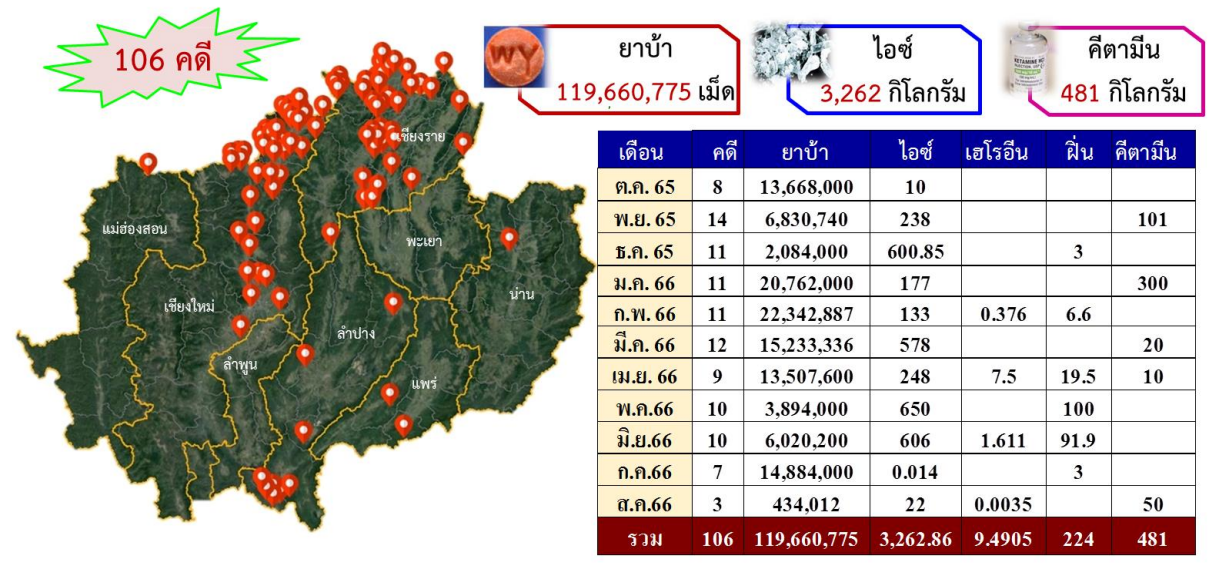 106 คดี
WY
ยาบ้า
119,660,775 เม็ด
ไอซ์
3,262 กิโลกรัม
คีตามีน
481 กิโลกรัม
เชียงราย
แม่ฮ่องสอน
พะเยา
น่าน
เชียงใหม่
ลำปาง
ลำพูน
แพร่
เดือน คดี ยาบ้า ไอซ์ เฮโรอีน ฝิ่น คีตามีน
ต.ค. 65 8 13,668,000 10
พ.ย. 65 14 6,830,740 238 101
ธ.ค. 65 11 2,084,000 600.85 3
ม.ค. 66 11 20,762,000 177 300
ก.พ. 66 11 22,342,887 133 0.376 6.6
มี.ค. 66 12 15,233,336 578 20
เม.ย. 66 9 13,507,600 248 7.5 19.5 10
พ.ค.66 10 3,894,000 650 100
มิ.ย.66 10 6,020,200 606 1.611 91.9
ก.ค.66 7 14,884,000 0.014 3
ส.ค.66 3 434,012 22 0.0035 50
รวม 106 119,660,775 3,262.86 9.4905 224 481